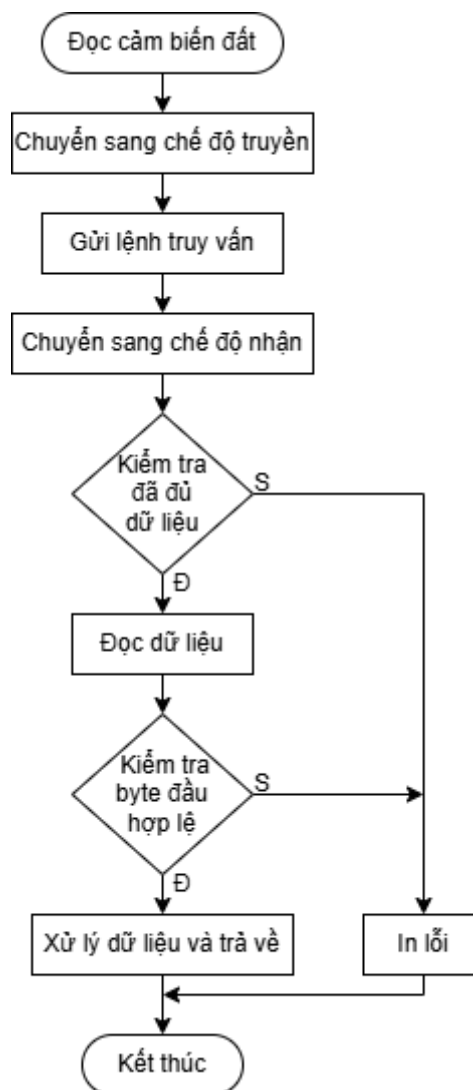 Đọc cảm biến đất
Chuyển sang chế độ truyền
Gửi lệnh truy vấn
Chuyển sang chế độ nhận
Kiểm tra
đã đủ
dữ liệu
S
Đ
Đọc dữ liệu
Kiểm tra
byte đầu
hợp lệ
S
Đ
Xử lý dữ liệu và trả về
In lỗi
Kết thúc